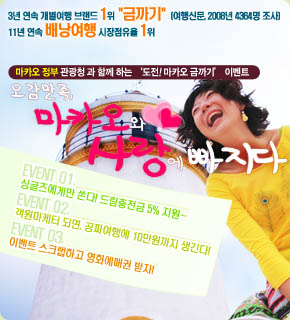 3년 연속 개별여행 브랜드 1위 "금까기" (여행신문, 2008년 4364명 조사)
11년 연속 배낭여행 시장점유율 1위
마카오 정부 관광청 과 함께 하는 '도전! 마카오 금까기' 이벤트
오감만족,
마카오와
사랑에 빠지다
EVENT 01.
싱글즈에게만 쏜다! 드림충전금 5% 지원~
EVENT 02.
객원마케터 되면, 공짜여행에 10만원까지 생긴다!
EVENT 03.
이벤트 스크랩하고 영화예매권 받자!